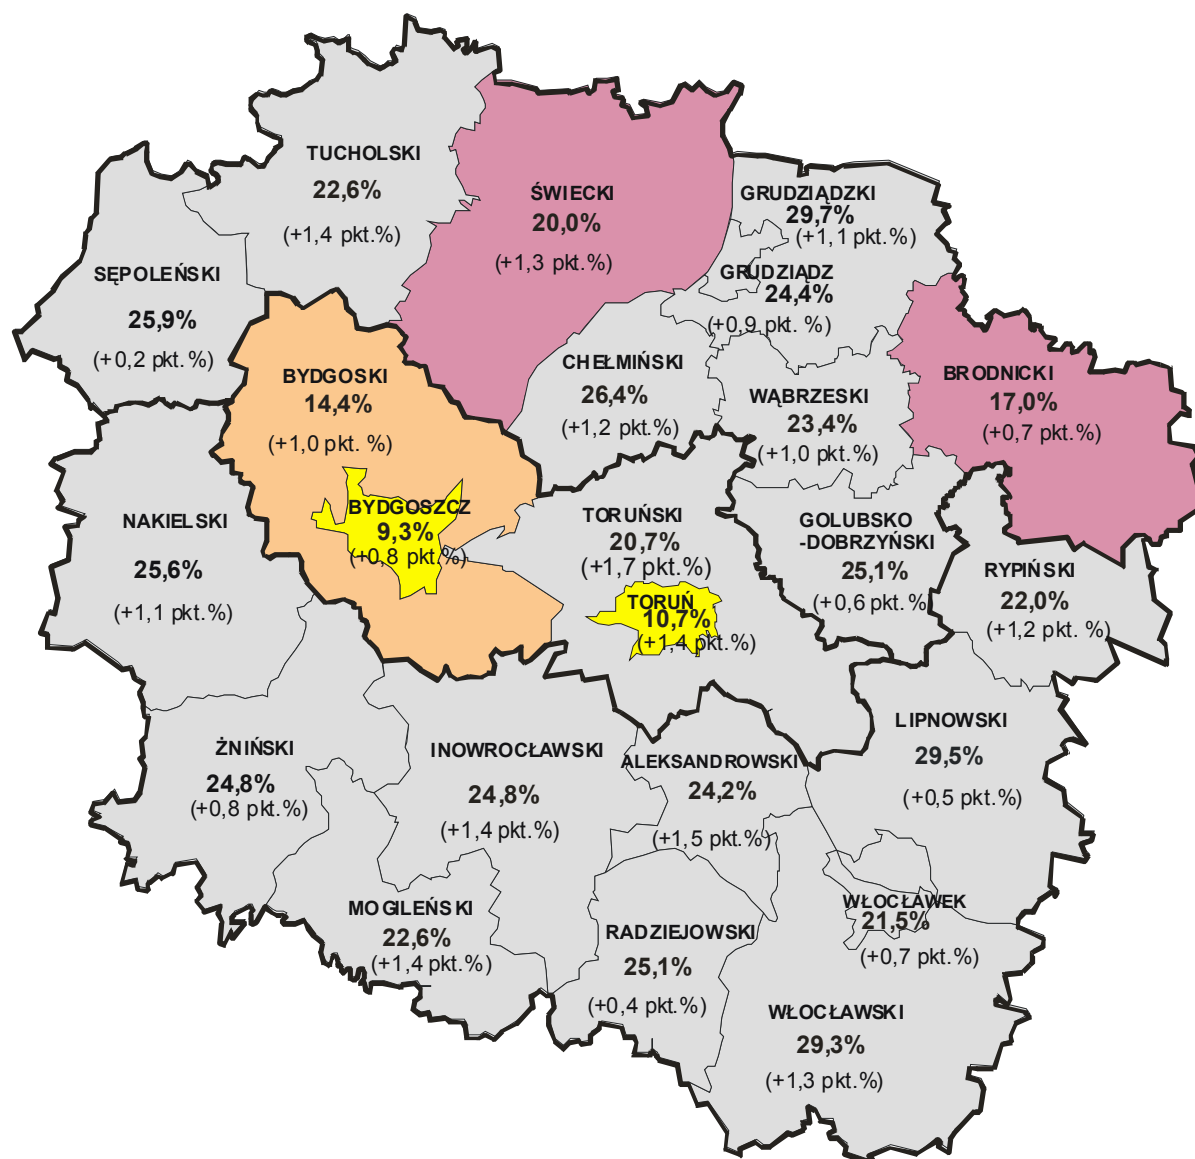 TUCHOLSKI
22,6%
(+1,4 pkt.%)
ŚWIECKI
20,0%
(+1,3 pkt.%)
GRUDZIĄDZKI
29,7%
(+1,1 pkt.%)
GRUDZIĄDZ
24,4%
(+0,9 pkt. %)
SĘPOLEŃSKI
25,9%
(+0,2 pkt. %)
BYDGOSKI
14,4%
(+1,0 pkt. %)
CHEŁMIŃSKI
26,4%
(+1,2 pkt.%)
WĄBRZESKI
23,4%
(+1,0 pkt.%)
BRODNICKI
17,0%
(+0,7 pkt.%)
NAKIELSKI
25,6%
(+1,1 pkt.%)
BYDGOSZCZ
9,3%
(+0,8 pkt.%)
TORUŃSKI
20,7%
(+1,7 pkt.%)
TORUŃ
10,7%
(+1,4 pkt.%)
GOLUBSKO
-DOBRZYŃSKI
25,1%
(+0,6 pkt.%)
RYPIŃSKI
22,0%
(+1,2 pkt.%)
ŻNIŃSKI
24,8%
(+0,8 pkt.%)
INOWROCŁAWSKI
24,8%
(+1,4 pkt.%)
ALEKSANDROWSKI
24,2%
(+1,5 pkt.%)
LIPNOWSKI
29,5%
(+0,5 pkt.%)
MOGILEŃSKI
22,6%
(+1,4 pkt.%)
RADZIEJOWSKI
25,1%
(+0,4 pkt.%)
WŁOCŁAWEK
21,5%
(+0,7 pkt.%)
WŁOCŁAWSKI
29,3%
(+1,3 pkt.%)